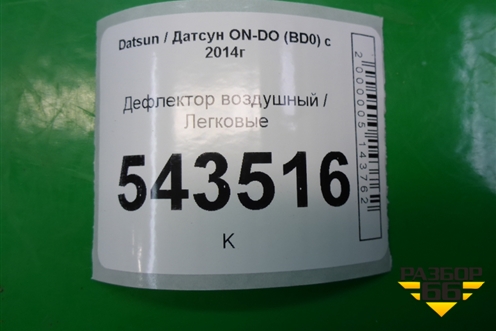 Datsun / Датсун ON-DO (BD0) с
2014г
Дефлектор воздушный /
Легковые
543516
К
2000005143762
РАЗБОР
66